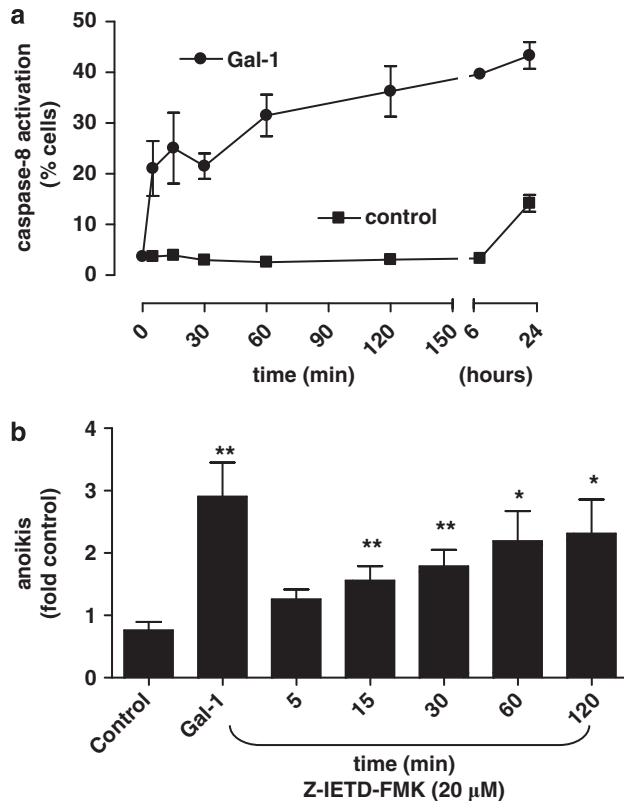 a
caspase-8 activation
(% cells)
50
40
30
20
10
0
Gal-1
control
0 30 60 90 120 150 6 24
time (min) (hours)
b
anoikis
(fold control)
4
3
2
1
0
** ** ** * *
Control Gal-1 5 15 30 60 120
time (min)
Z-IETD-FMK (20 μM)